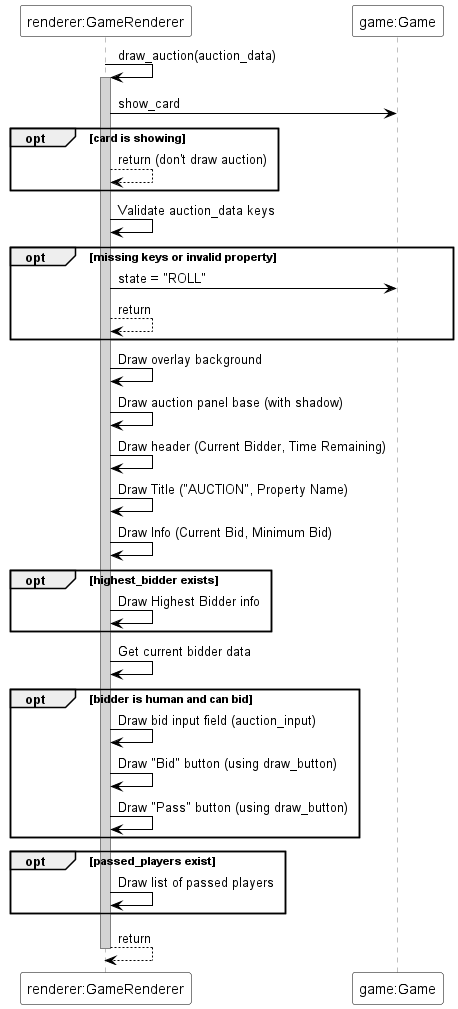 renderer:GameRenderer game:Game
draw_auction(auction_data)
show_card
opt [card is showing]
return (don't draw auction)
Validate auction_data keys
opt [missing keys or invalid property]
state = "ROLL"
return
Draw overlay background
Draw auction panel base (with shadow)
Draw header (Current Bidder, Time Remaining)
Draw Title ("AUCTION", Property Name)
Draw Info (Current Bid, Minimum Bid)
opt [highest_bidder exists]
Draw Highest Bidder info
Get current bidder data
opt [bidder is human and can bid]
Draw bid input field (auction_input)
Draw "Bid" button (using draw_button)
Draw "Pass" button (using draw_button)
opt [passed_players exist]
Draw list of passed players
return
renderer:GameRenderer game:Game